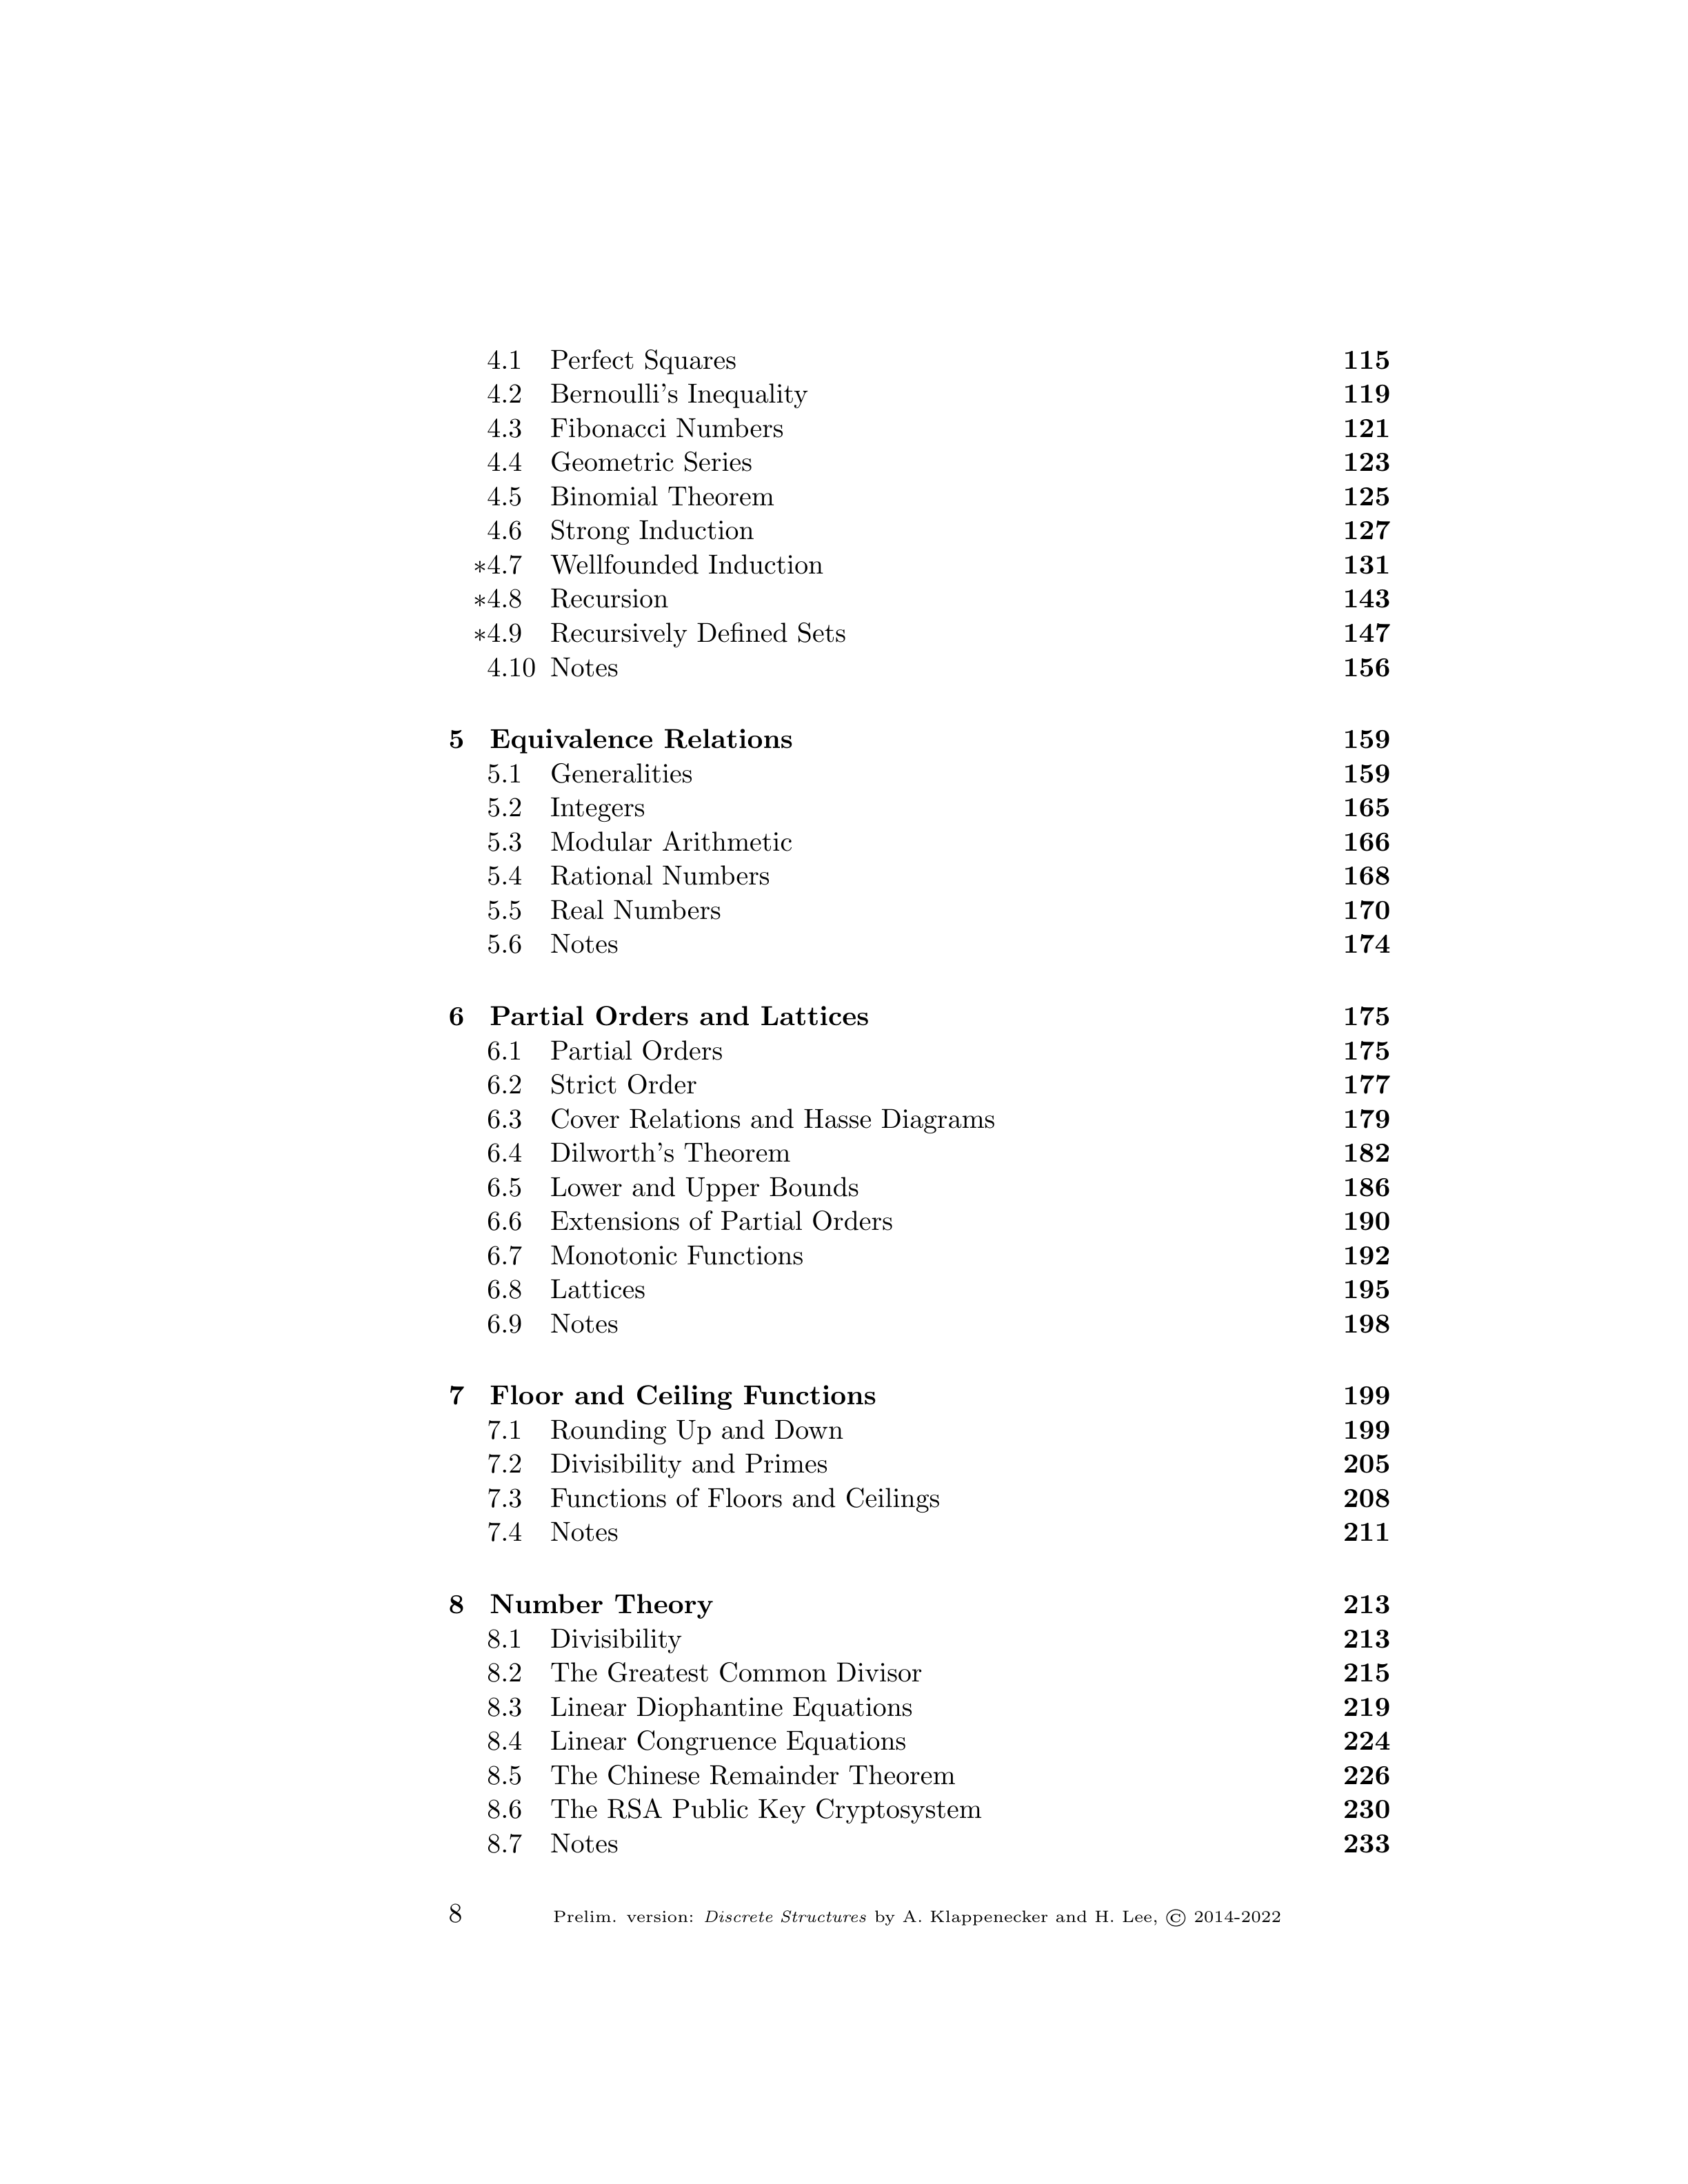 4.1 Perfect Squares 115
4.2 Bernoulli's Inequality 119
4.3 Fibonacci Numbers 121
4.4 Geometric Series 123
4.5 Binomial Theorem 125
4.6 Strong Induction 127
*4.7 Wellfounded Induction 131
*4.8 Recursion 143
*4.9 Recursively Defined Sets 147
4.10 Notes 156
5 Equivalence Relations 159
5.1 Generalities 159
5.2 Integers 165
5.3 Modular Arithmetic 166
5.4 Rational Numbers 168
5.5 Real Numbers 170
5.6 Notes 174
6 Partial Orders and Lattices 175
6.1 Partial Orders 175
6.2 Strict Order 177
6.3 Cover Relations and Hasse Diagrams 179
6.4 Dilworth's Theorem 182
6.5 Lower and Upper Bounds 186
6.6 Extensions of Partial Orders 190
6.7 Monotonic Functions 192
6.8 Lattices 195
6.9 Notes 198
7 Floor and Ceiling Functions 199
7.1 Rounding Up and Down 199
7.2 Divisibility and Primes 205
7.3 Functions of Floors and Ceilings 208
7.4 Notes 211
8 Number Theory 213
8.1 Divisibility 213
8.2 The Greatest Common Divisor 215
8.3 Linear Diophantine Equations 219
8.4 Linear Congruence Equations 224
8.5 The Chinese Remainder Theorem 226
8.6 The RSA Public Key Cryptosystem 230
8.7 Notes 233
8 Prelim. version: Discrete Structures by A. Klappenecker and H. Lee, © 2014-2022